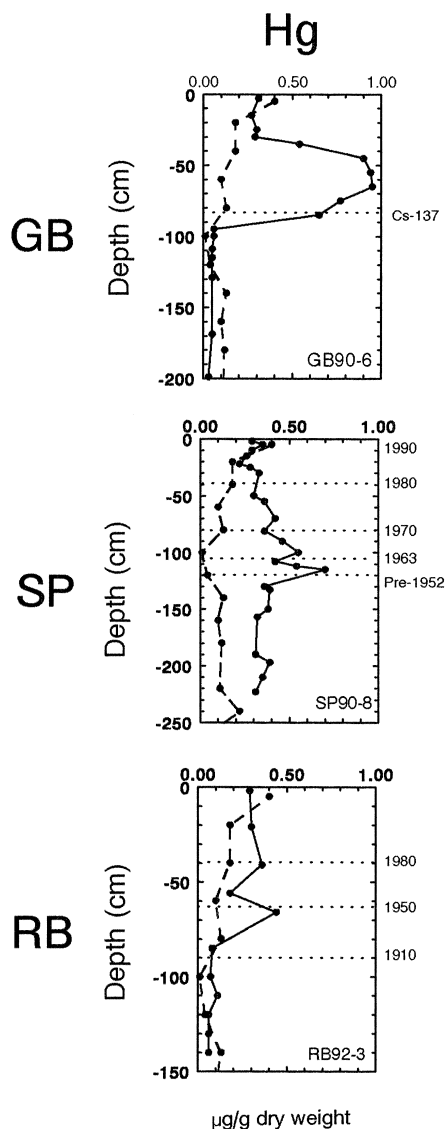 Hg
0.00 0.50 1.00
0
-50
Cs-137
GB
Depth (cm)
-100
-150
GB90-6
-200
0.00 0.50 1.00
0
1990
1980
-50
1970
-100
1963
SP
Depth (cm)
Pre-1952
-150
-200
SP90-8
-250
0.00 0.50 1.00
0
1980
-50
1950
RB
Depth (cm)
1910
-100
RB92-3
-150
µg/g dry weight